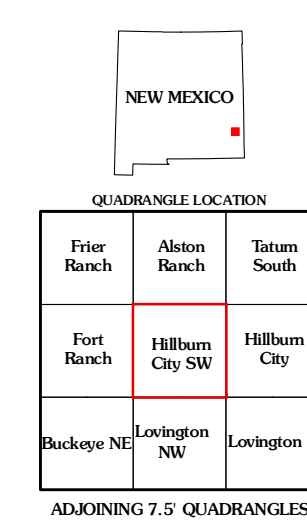 NEW MEXICO
QUADRANGLE LOCATION
Frier
Ranch
Alston
Ranch
Tatum
South
Fort
Ranch
Hillburn
City SW
Hillburn
City
Buckeye NE
Lovington
NW
Lovington
ADJOINING 7.5' QUADRANGLES